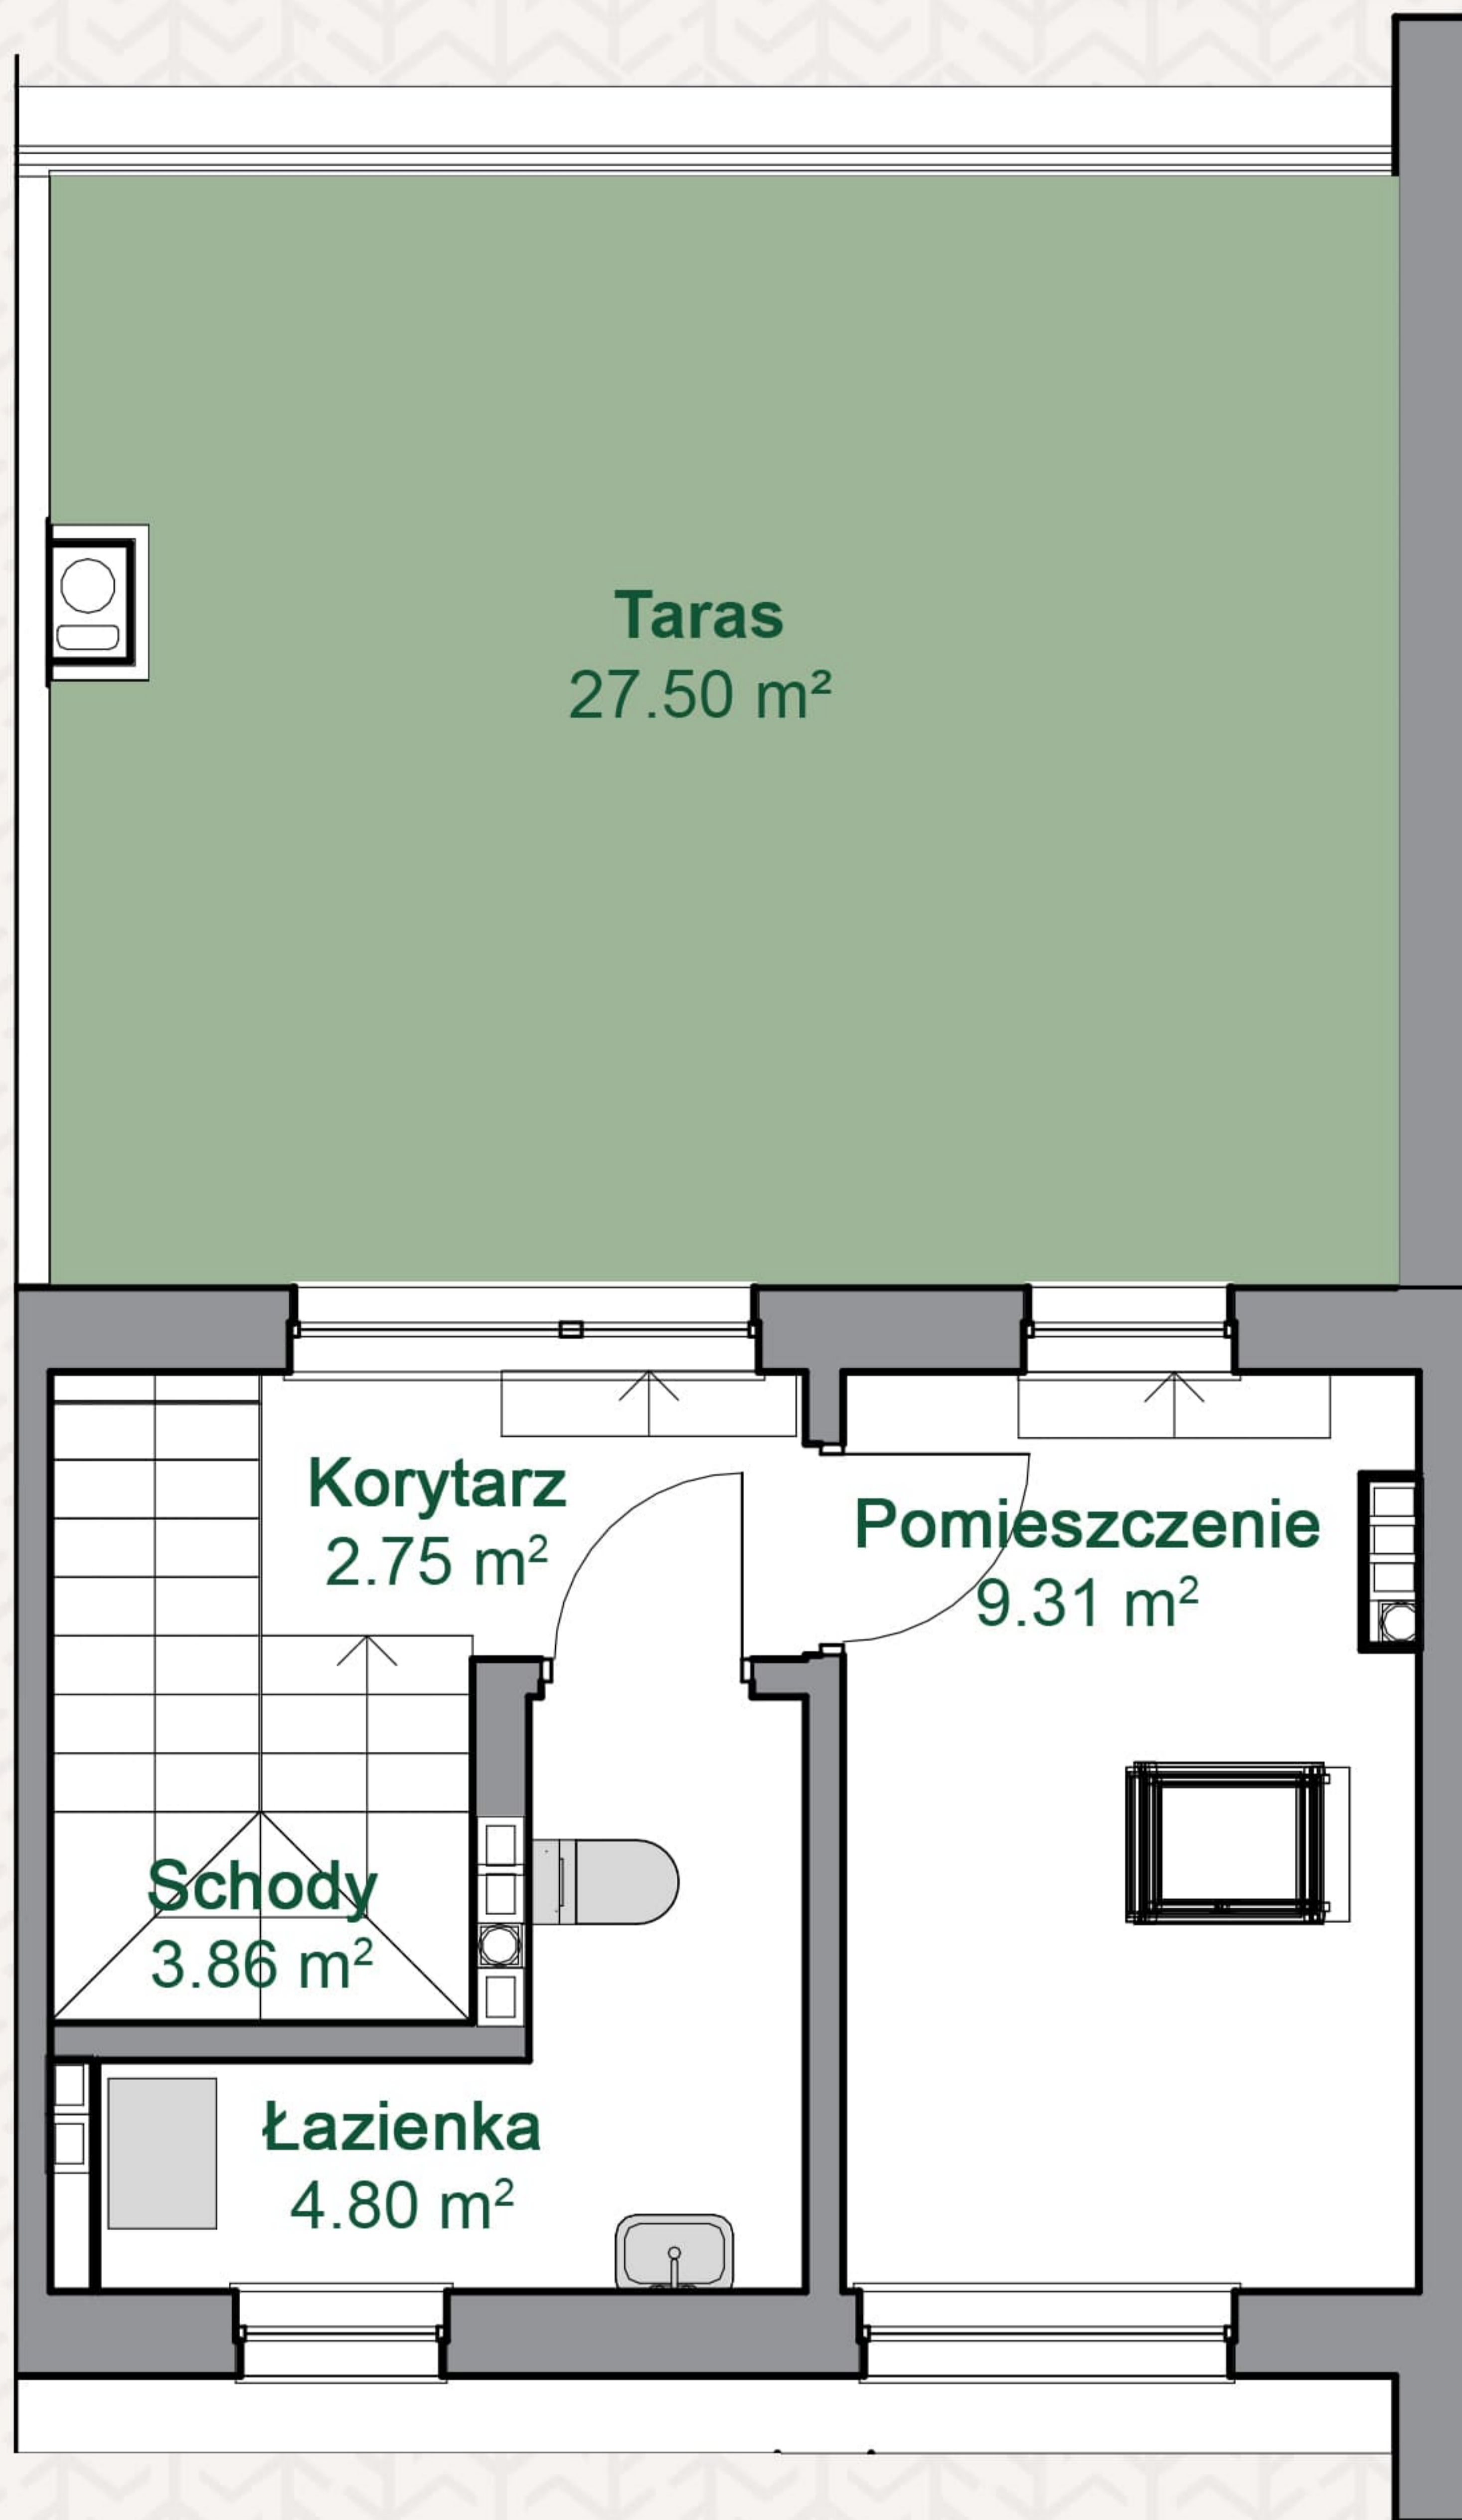 Taras
27.50 m²
Korytarz
2.75 m²
Pomieszczenie
9.31 m²
Schody
3.86 m²
Łazienka
4.80 m²